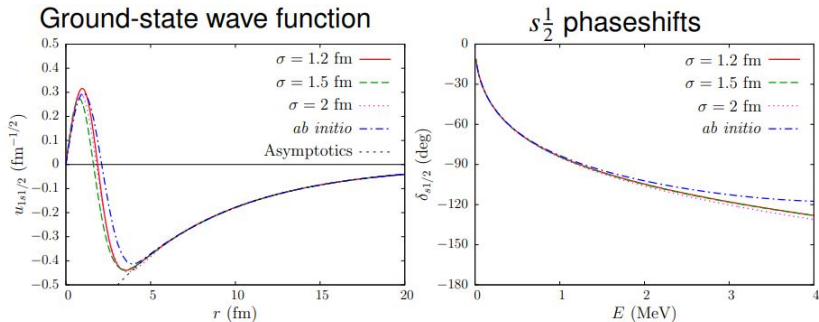 Ground-state wave function
0.5
0.4
0.3
0.2
0.1
0
−0.1
−0.2
−0.3
−0.4
−0.5
u1s1/2 (fm−1/2)
σ = 1.2 fm
σ = 1.5 fm
σ = 2 fm
ab initio
Asymptotics
0 5 10 15 20
r (fm)
s1/2 phaseshifts
0
−30
−60
−90
−120
−150
−180
δs1/2 (deg)
σ = 1.2 fm
σ = 1.5 fm
σ = 2 fm
ab initio
0 1 2 3 4
E (MeV)